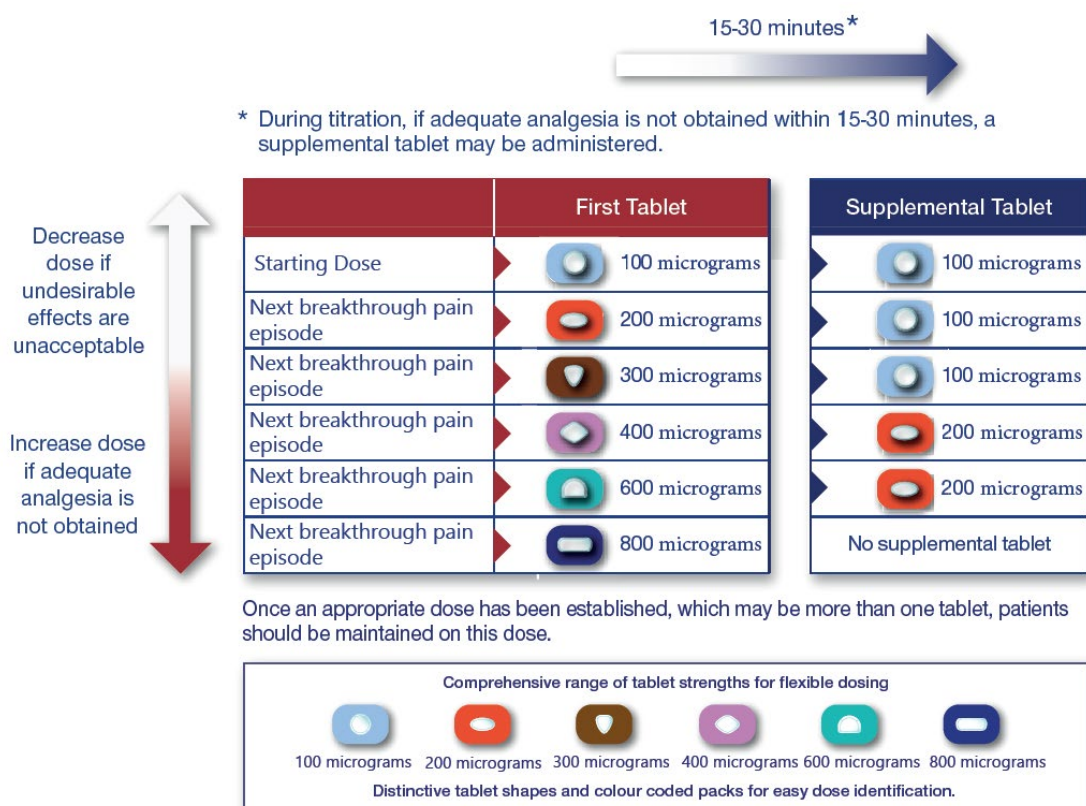 15-30 minutes*
* During titration, if adequate analgesia is not obtained within 15-30 minutes, a
supplemental tablet may be administered.
Decrease
dose if
undesirable
effects are
unacceptable
Increase dose
if adequate
analgesia is
not obtained
First Tablet
Supplemental Tablet
Starting Dose
100 micrograms
100 micrograms
Next breakthrough pain
episode
200 micrograms
100 micrograms
Next breakthrough pain
episode
300 micrograms
100 micrograms
Next breakthrough pain
episode
400 micrograms
200 micrograms
Next breakthrough pain
episode
600 micrograms
200 micrograms
Next breakthrough pain
episode
800 micrograms
No supplemental tablet
Once an appropriate dose has been established, which may be more than one tablet, patients
should be maintained on this dose.
Comprehensive range of tablet strengths for flexible dosing
100 micrograms 200 micrograms 300 micrograms 400 micrograms 600 micrograms 800 micrograms
Distinctive tablet shapes and colour coded packs for easy dose identification.